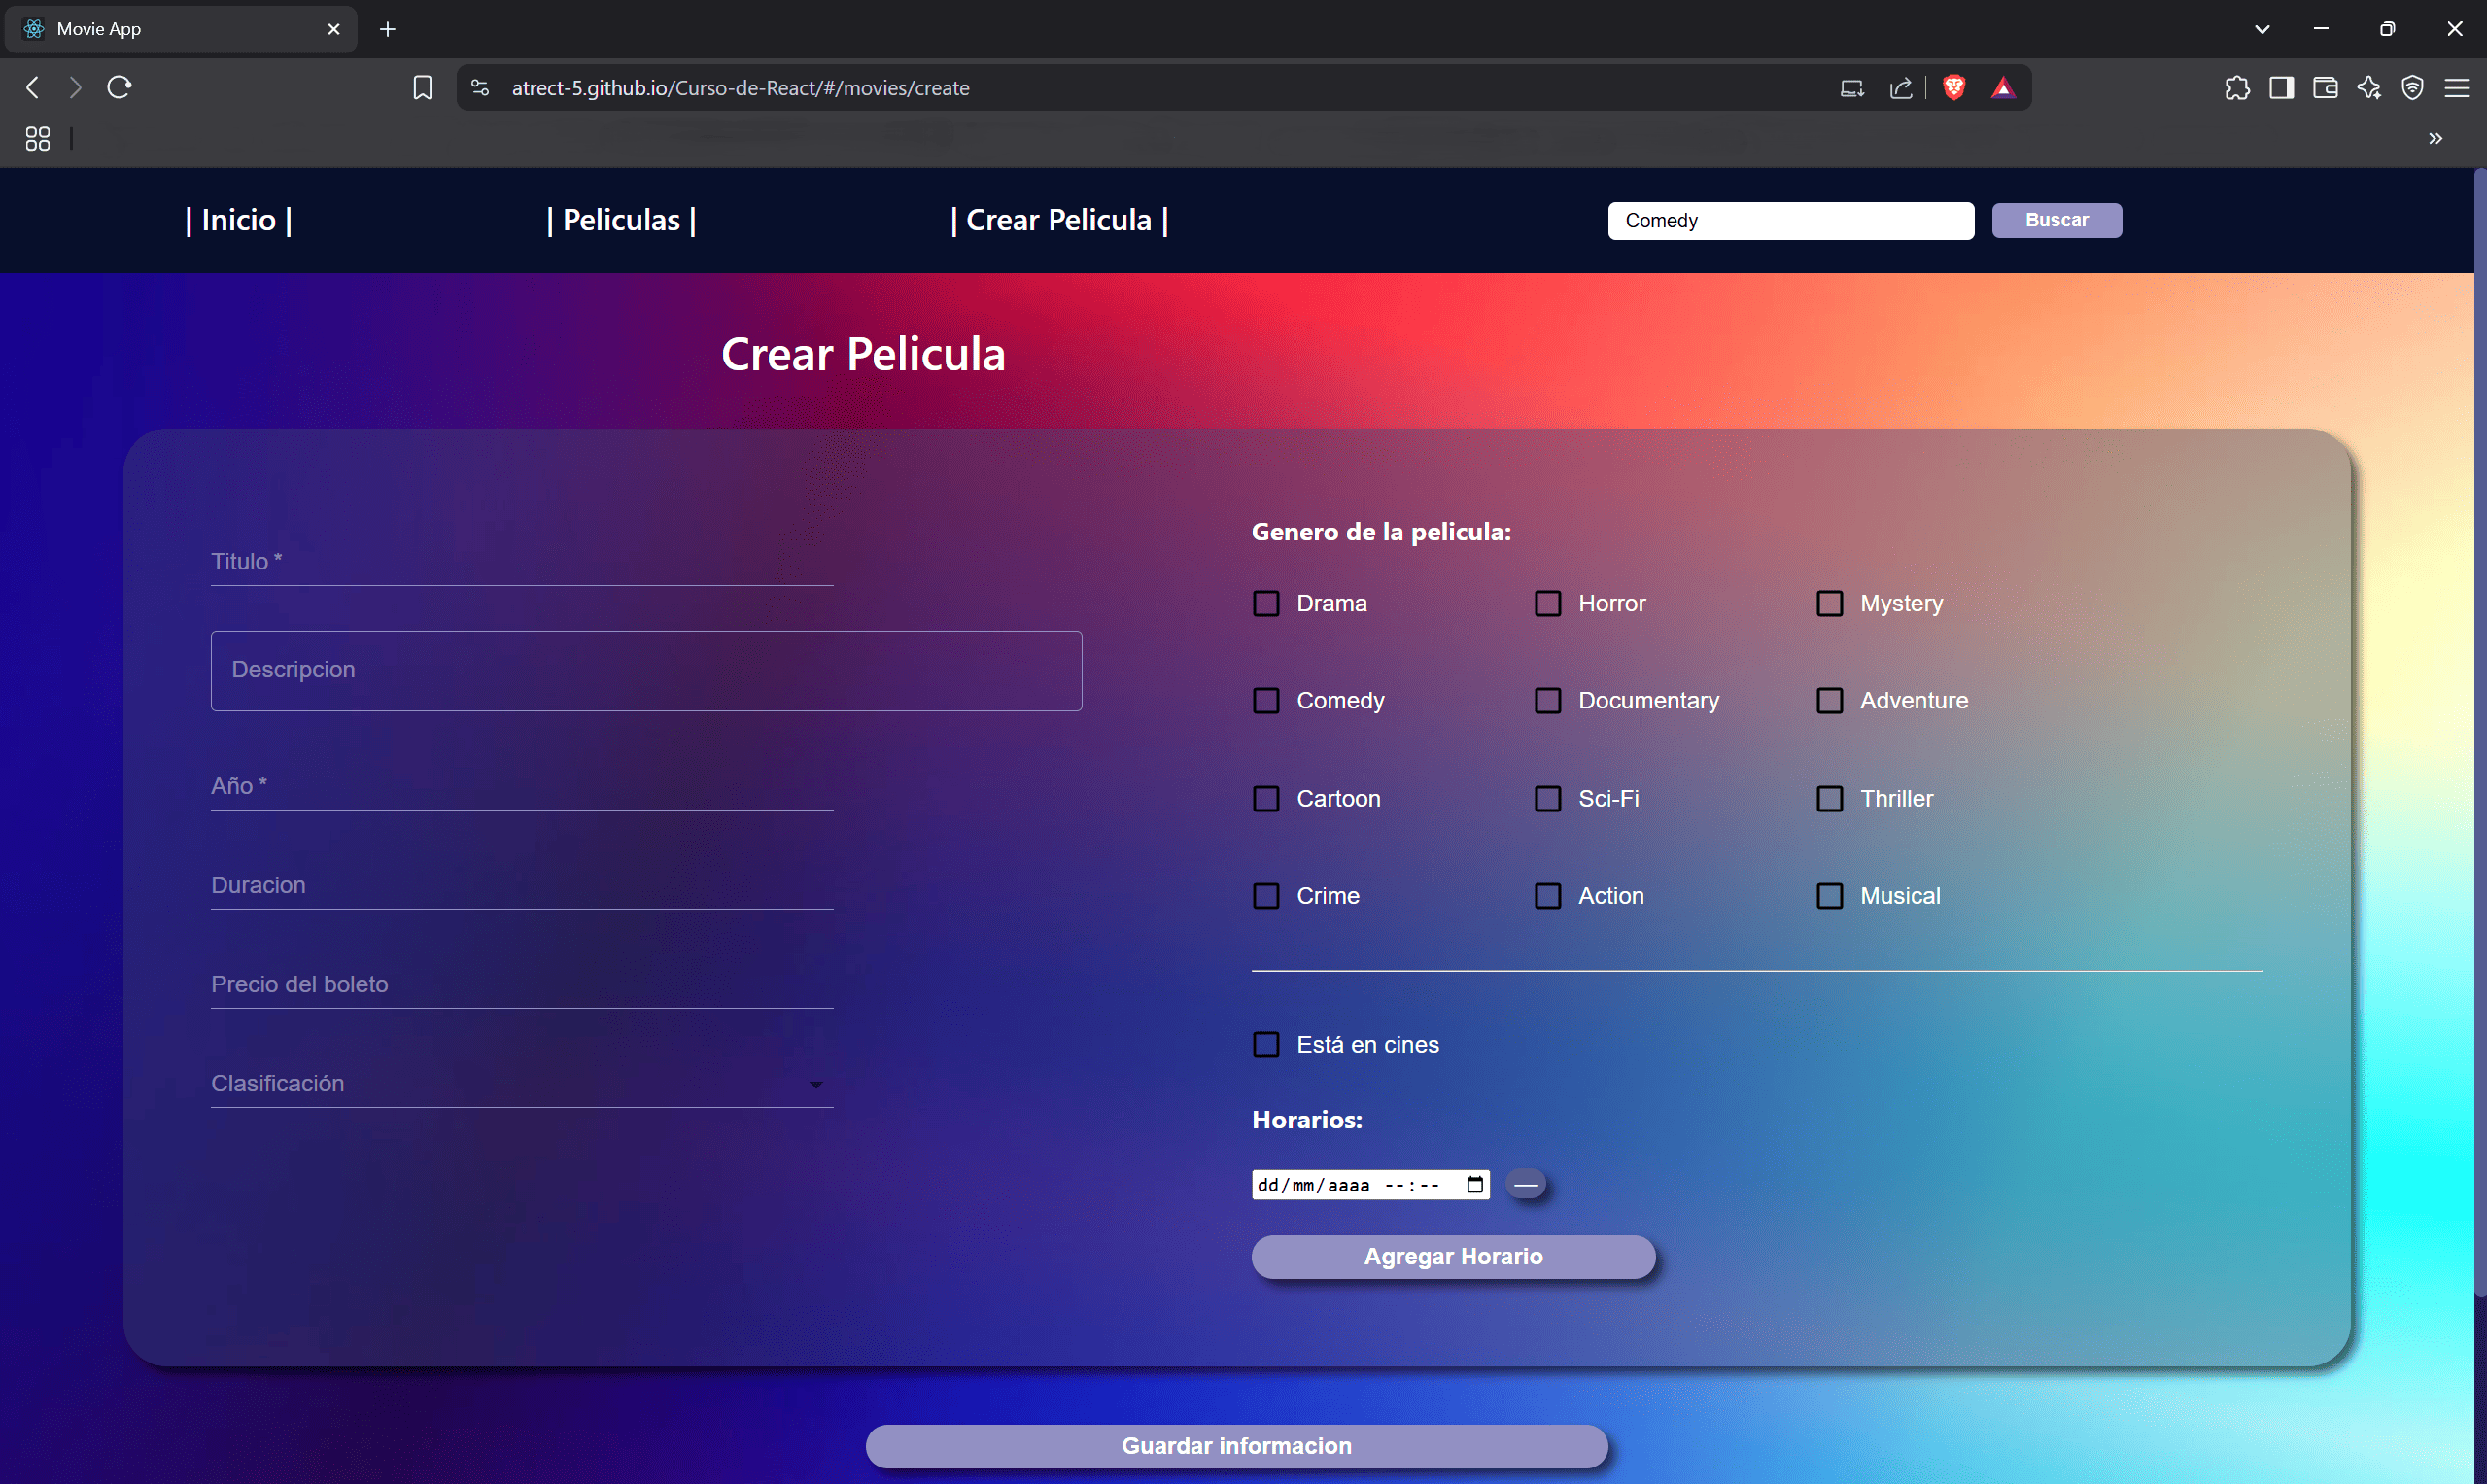 Movie App
atrect-5.github.io/Curso-de-React/#/movies/create
| Inicio |
| Peliculas |
| Crear Pelicula |
Comedy
Buscar
Crear Pelicula
Titulo *
Descripcion
Año *
Duracion
Precio del boleto
Clasificación
Genero de la pelicula:
Drama
Horror
Mystery
Comedy
Documentary
Adventure
Cartoon
Sci-Fi
Thriller
Crime
Action
Musical
Está en cines
Horarios:
dd/mm/aaaa --:--
Agregar Horario
Guardar informacion